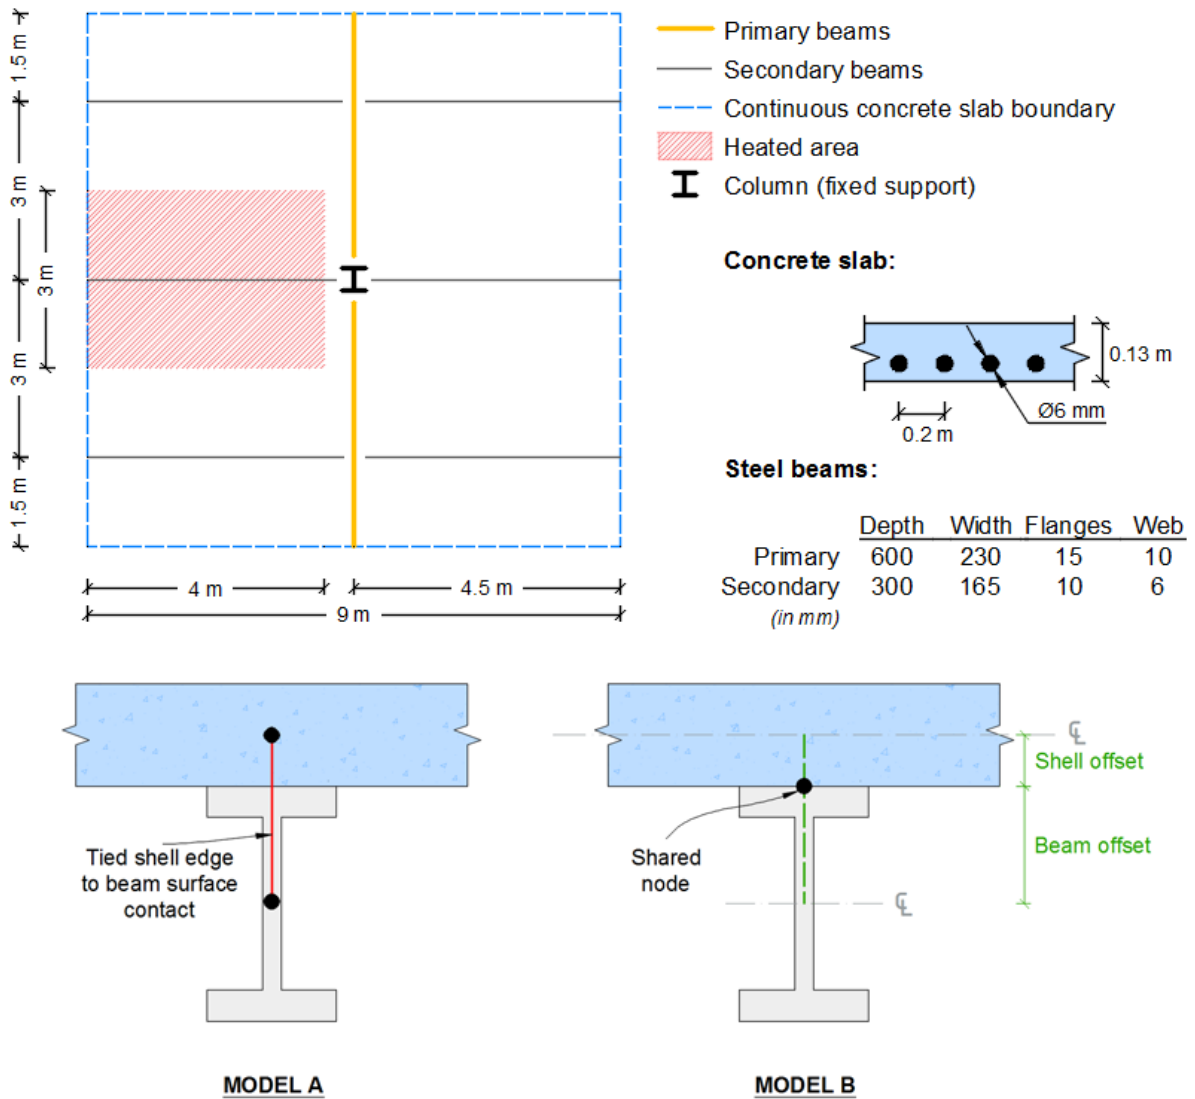 1.5 m
3 m
3 m
3 m
1.5 m
4 m
4.5 m
9 m
Primary beams
Secondary beams
Continuous concrete slab boundary
Heated area
Column (fixed support)
Concrete slab:
0.13 m
Ø6 mm
0.2 m
Steel beams:
Depth Width Flanges Web
Primary 600 230 15 10
Secondary 300 165 10 6
(in mm)
Tied shell edge
to beam surface
contact
MODEL A
Shared
node
℄
Shell offset
Beam offset
℄
MODEL B